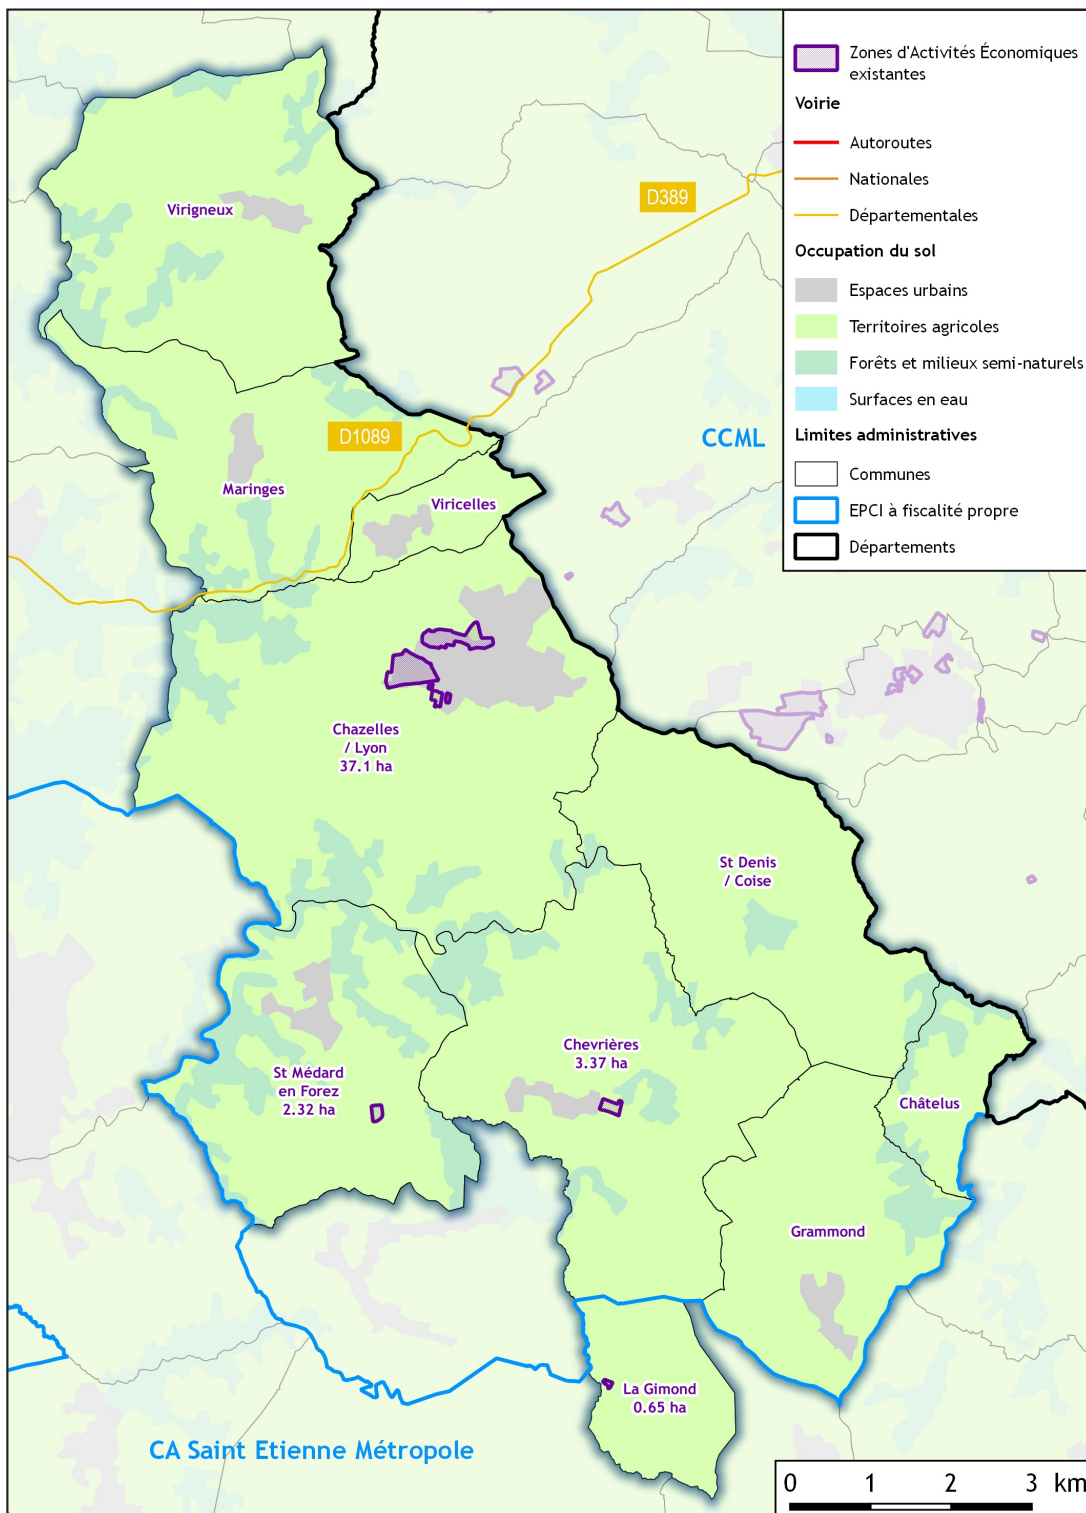 Zones d'Activités Économiques
existantes
Voirie
Autoroutes
Nationales
Départementales
Occupation du sol
Espaces urbains
Territoires agricoles
Forêts et milieux semi-naturels
Surfaces en eau
Limites administratives
Communes
EPCI à fiscalité propre
Départements
D389
Virigneux
D1089
CCML
Maringes
Viricelles
Chazelles
/ Lyon
37.1 ha
St Denis
/ Coise
Chevrières
3.37 ha
St Médard
en Forez
2.32 ha
Châtelus
Grammond
La Gimond
0.65 ha
CA Saint Etienne Métropole
0 1 2 3 km